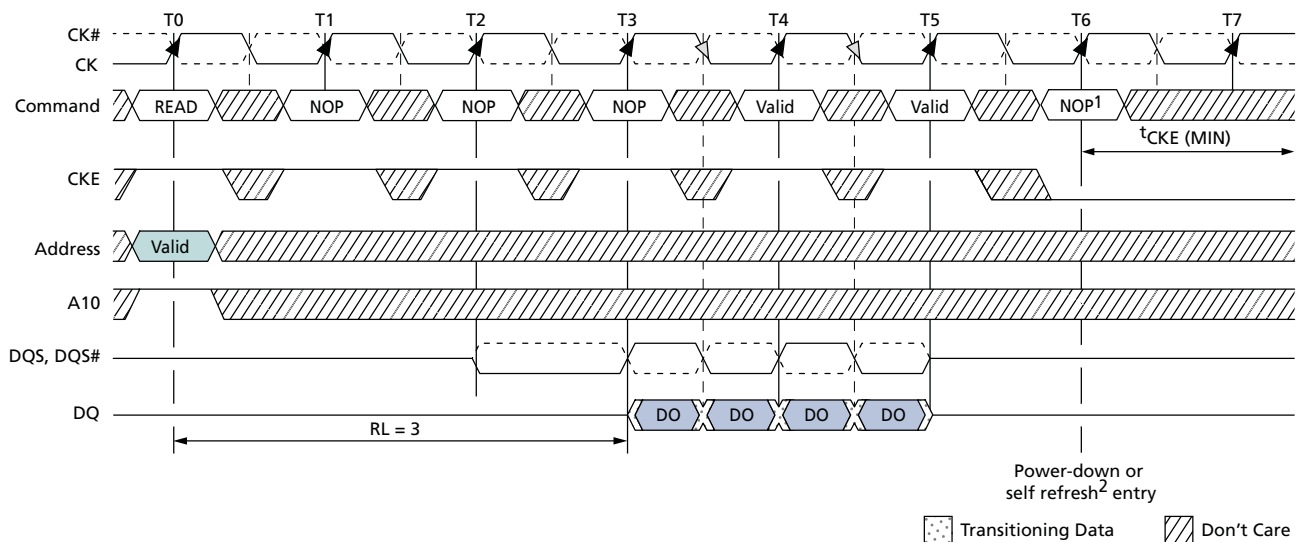 T0 T1 T2 T3 T4 T5 T6 T7
CK#
CK
Command READ NOP NOP NOP Valid Valid NOP1
tCKE (MIN)
CKE
Address Valid
A10
DQS, DQS#
DQ DO DO DO DO
RL = 3
Power-down or
self refresh2 entry
Transitioning Data Don't Care